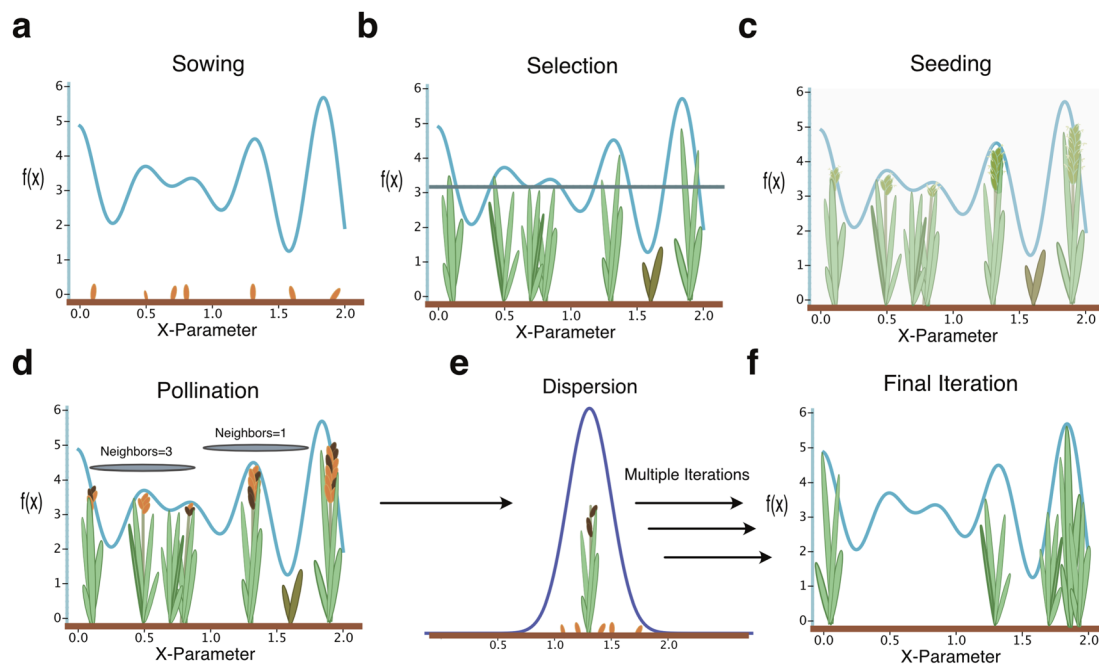 a
Sowing
f(x)
6
5
4
3
2
1
0
0.0 0.5 1.0 1.5 2.0
X-Parameter
b
Selection
f(x)
6
5
4
3
2
1
0
0.0 0.5 1.0 1.5 2.0
X-Parameter
c
Seeding
f(x)
6
5
4
3
2
1
0
0.0 0.5 1.0 1.5 2.0
X-Parameter
d
Pollination
Neighbors=3
Neighbors=1
f(x)
6
5
4
3
2
1
0
0.0 0.5 1.0 1.5 2.0
X-Parameter
e
Dispersion
0.5 1.0 1.5 2.0
Multiple Iterations
f
Final Iteration
f(x)
6
5
4
3
2
1
0
0.0 0.5 1.0 1.5 2.0
X-Parameter